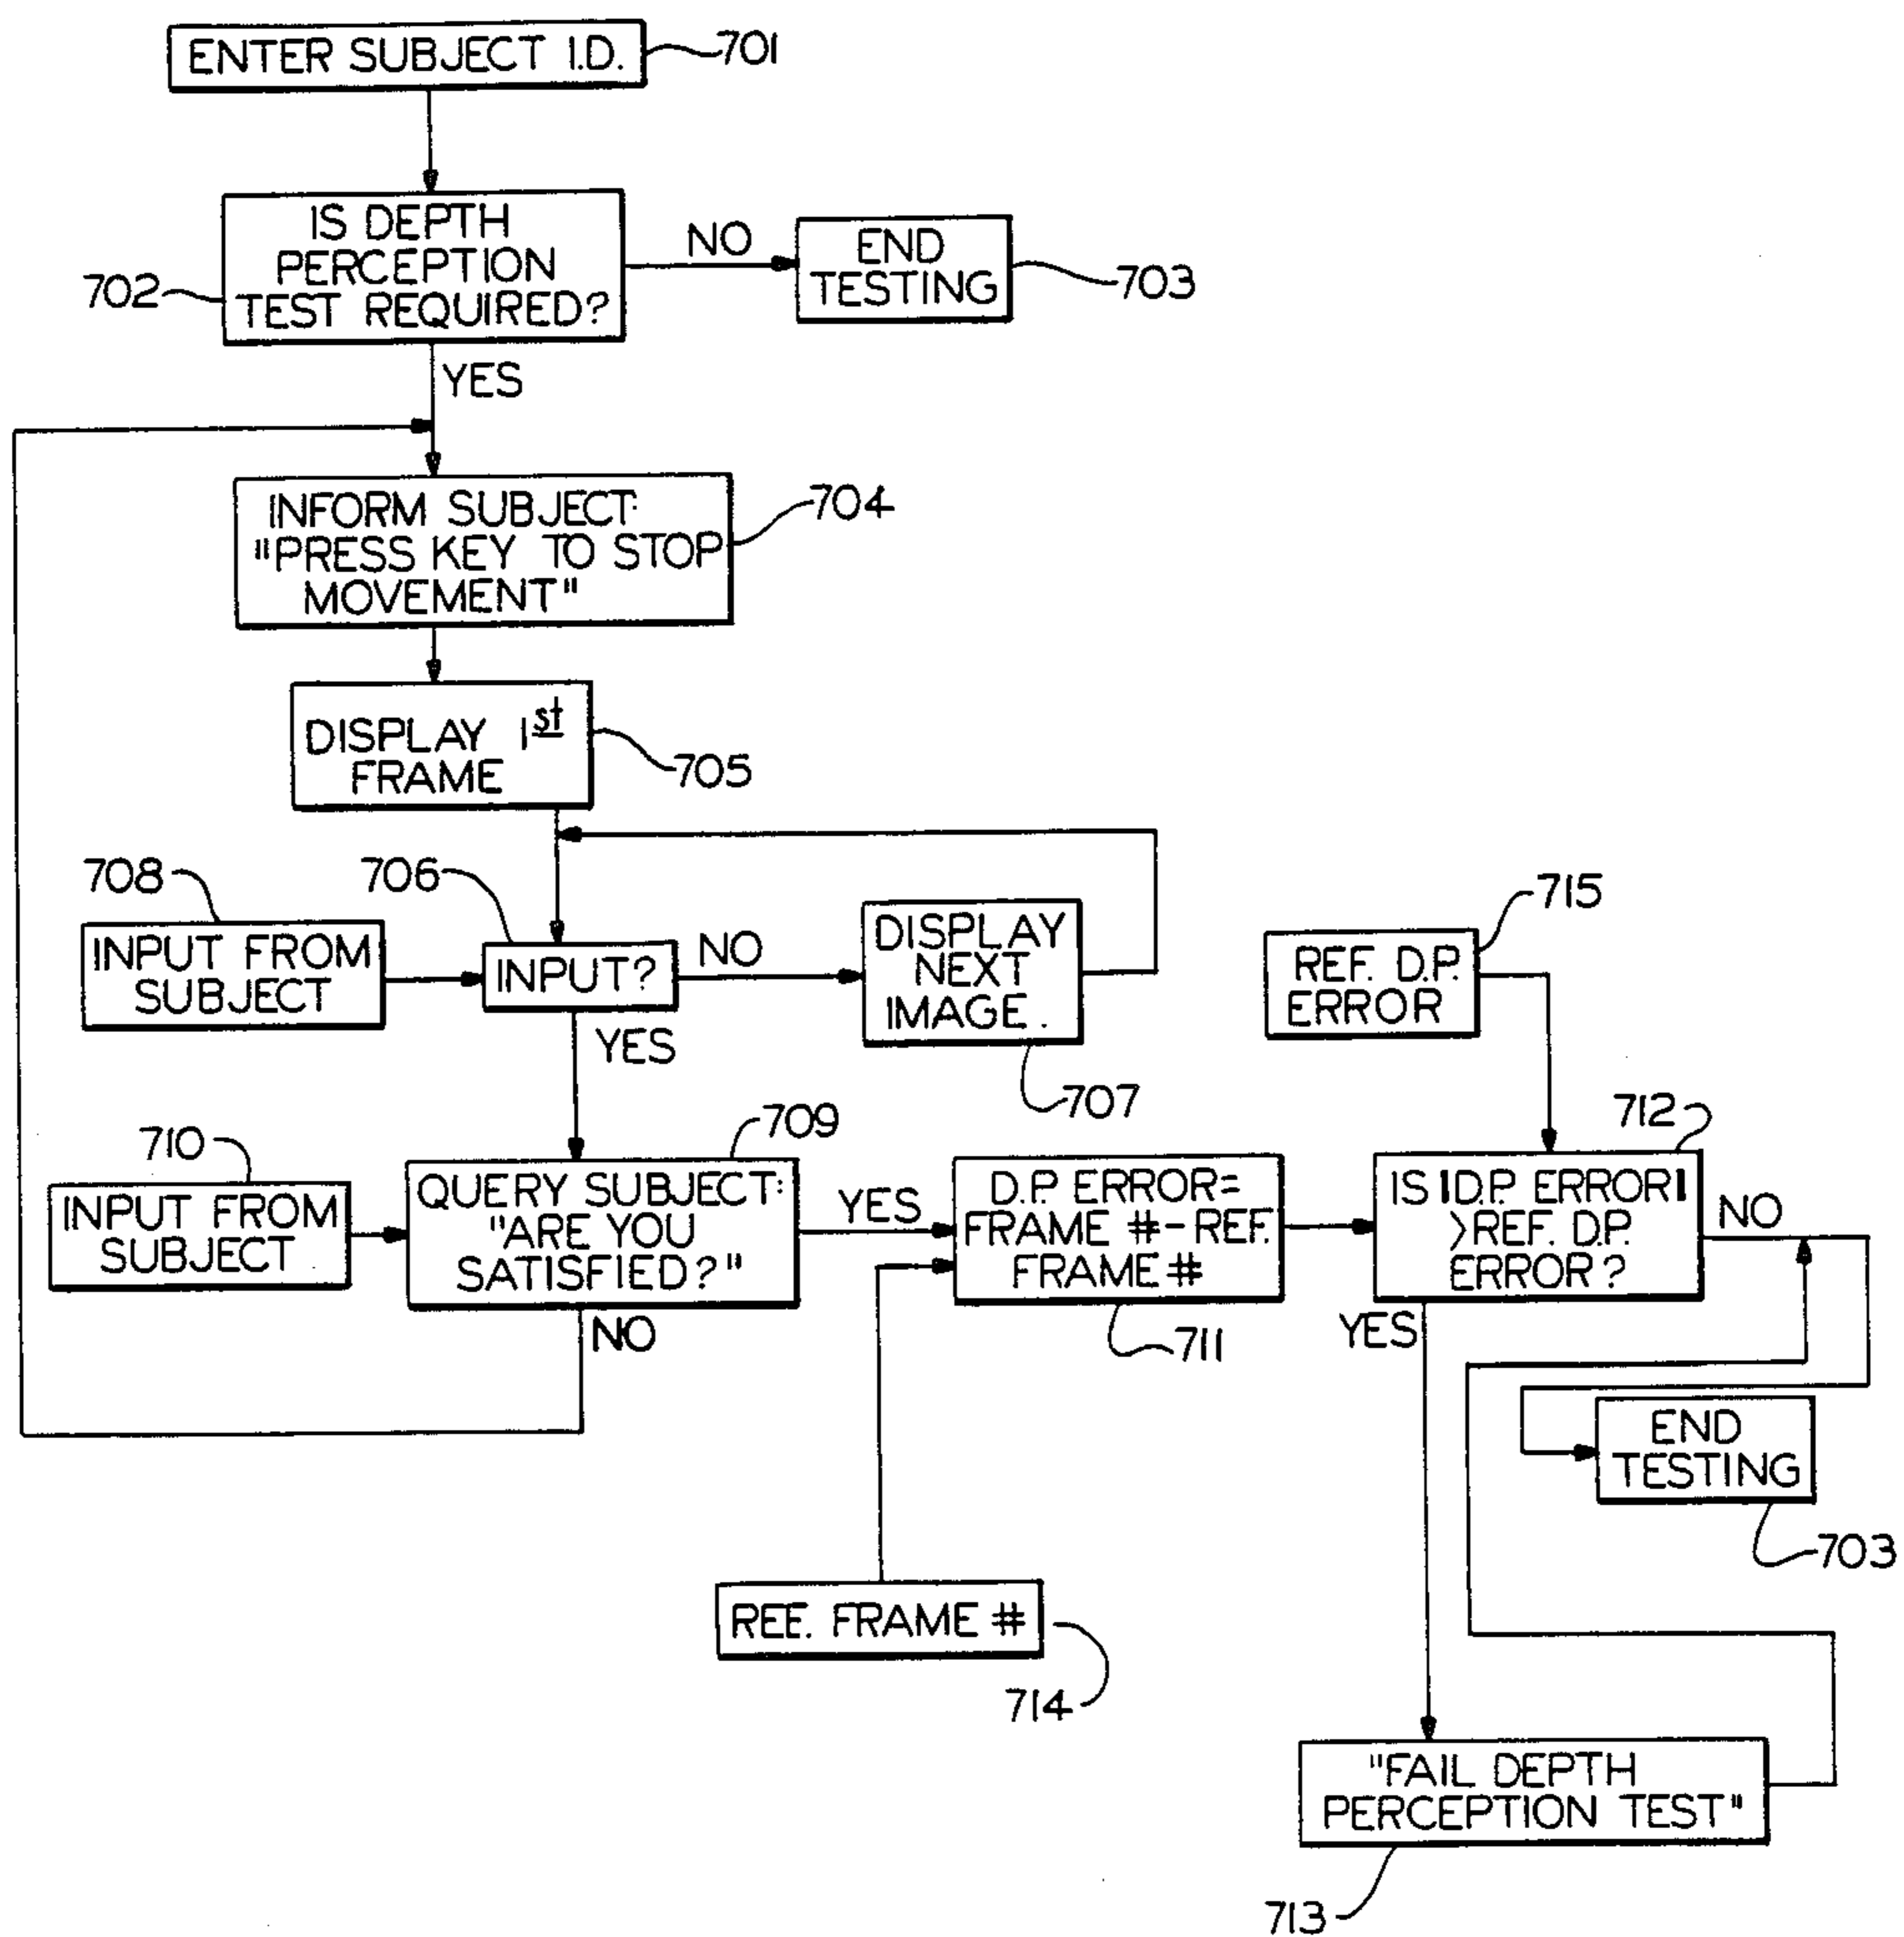 ENTER SUBJECT I.D.
701
IS DEPTH
PERCEPTION
TEST REQUIRED?
702
NO
END
TESTING
703
YES
INFORM SUBJECT:
"PRESS KEY TO STOP
MOVEMENT"
704
DISPLAY 1st
FRAME
705
708
706
INPUT FROM
SUBJECT
INPUT?
NO
DISPLAY
NEXT
IMAGE.
707
715
REF. D.P.
ERROR
YES
710
709
712
INPUT FROM
SUBJECT
QUERY SUBJECT:
"ARE YOU
SATISFIED?"
YES
D.P. ERROR=
FRAME #-REF.
FRAME #
711
IS |D.P. ERROR|
>REF. D.P.
ERROR?
NO
NO
YES
END
TESTING
703
REE. FRAME #
714
"FAIL DEPTH
PERCEPTION TEST"
713